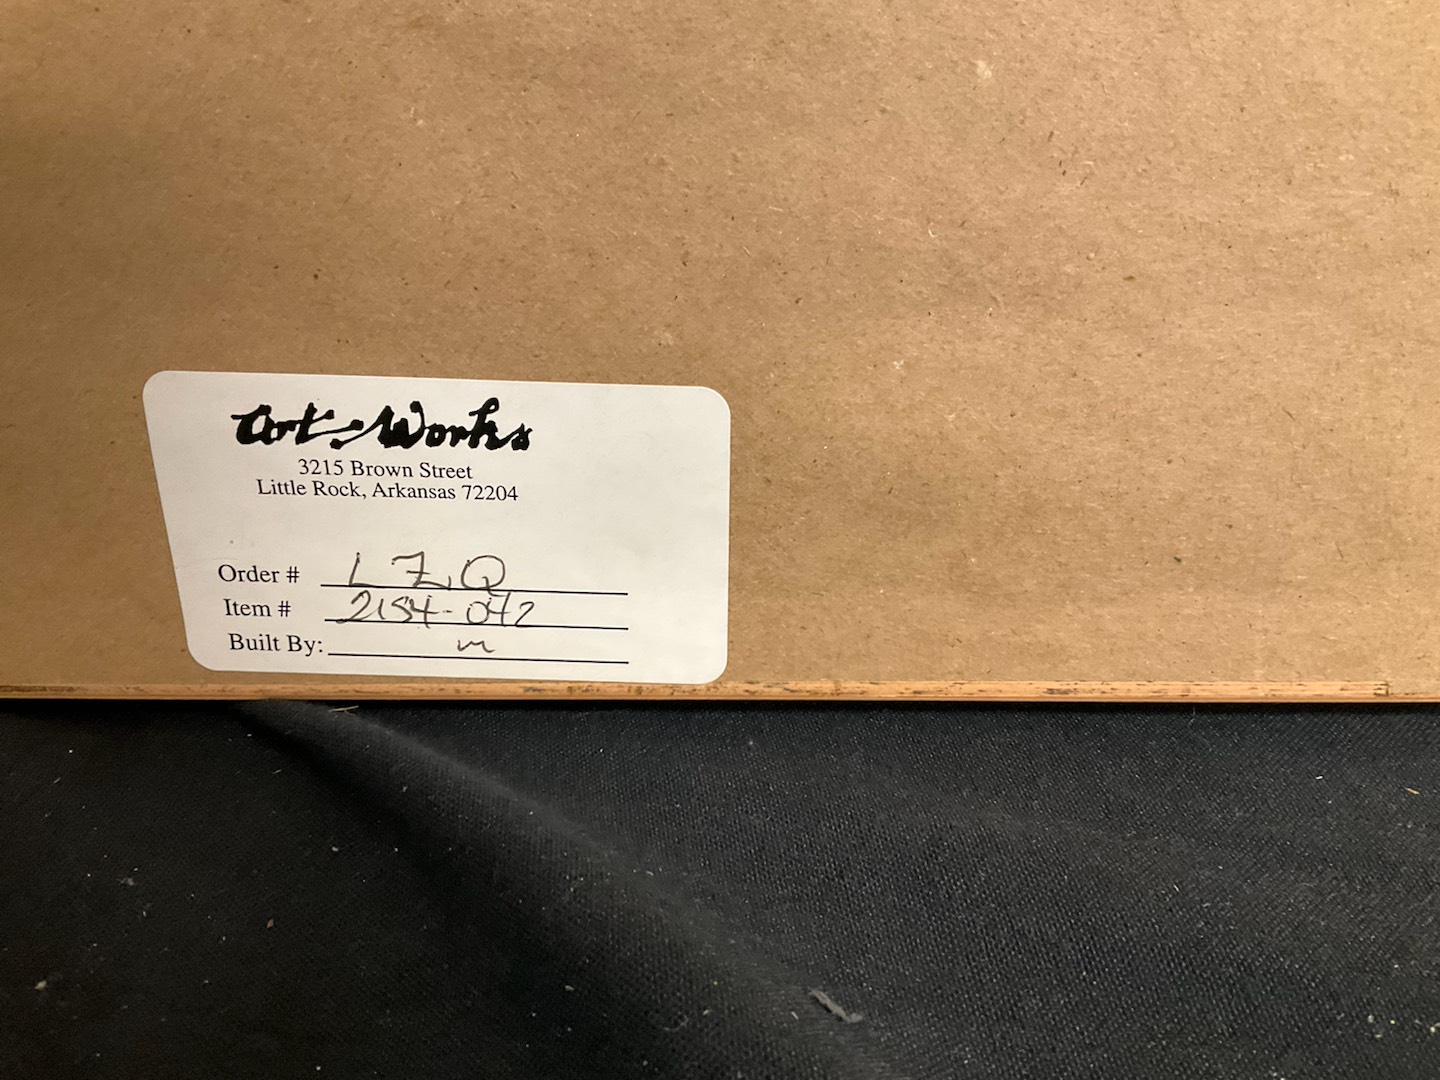 Art Works
3215 Brown Street
Little Rock, Arkansas 72204
Order # LZQ
Item # 2154-042
Built By: m